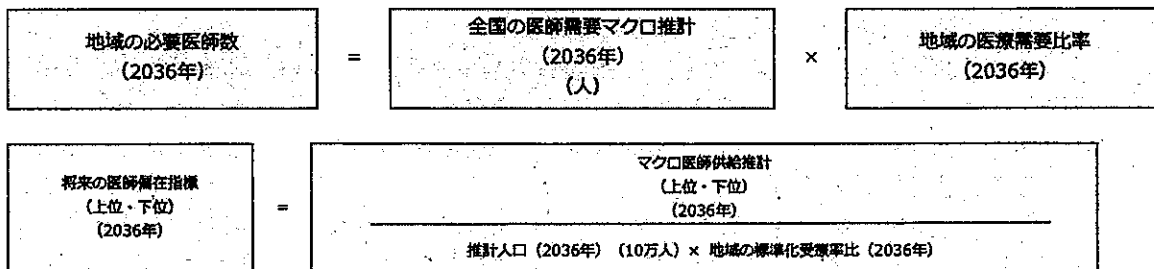 地域の必要医師数
(2036年)
=
全国の医師需要マクロ推計
(2036年)
(人)
×
地域の医療需要比率
(2036年)
将来の医師偏在指標
(上位・下位)
(2036年)
=
マクロ医師供給推計
(上位・下位)
(2036年)
推計人口(2036年)(10万人)× 地域の標準化受療率比(2036年)